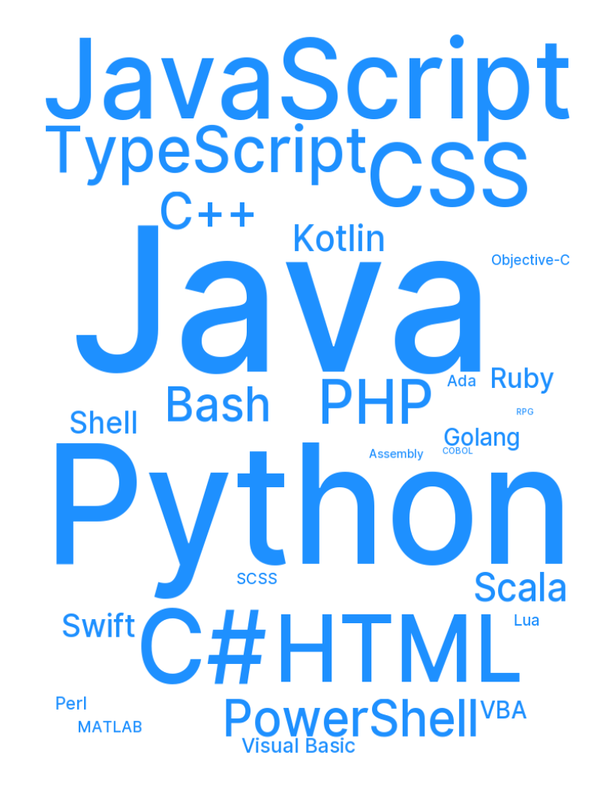 JavaScript
TypeScript
CSS
C++
Kotlin
Java
Objective-C
Ada
Ruby
Bash
PHP
RPG
Shell
Golang
COBOL
Assembly
Python
SCSS
Scala
Swift
C#
HTML
Lua
Perl
PowerShell
VBA
MATLAB
Visual Basic